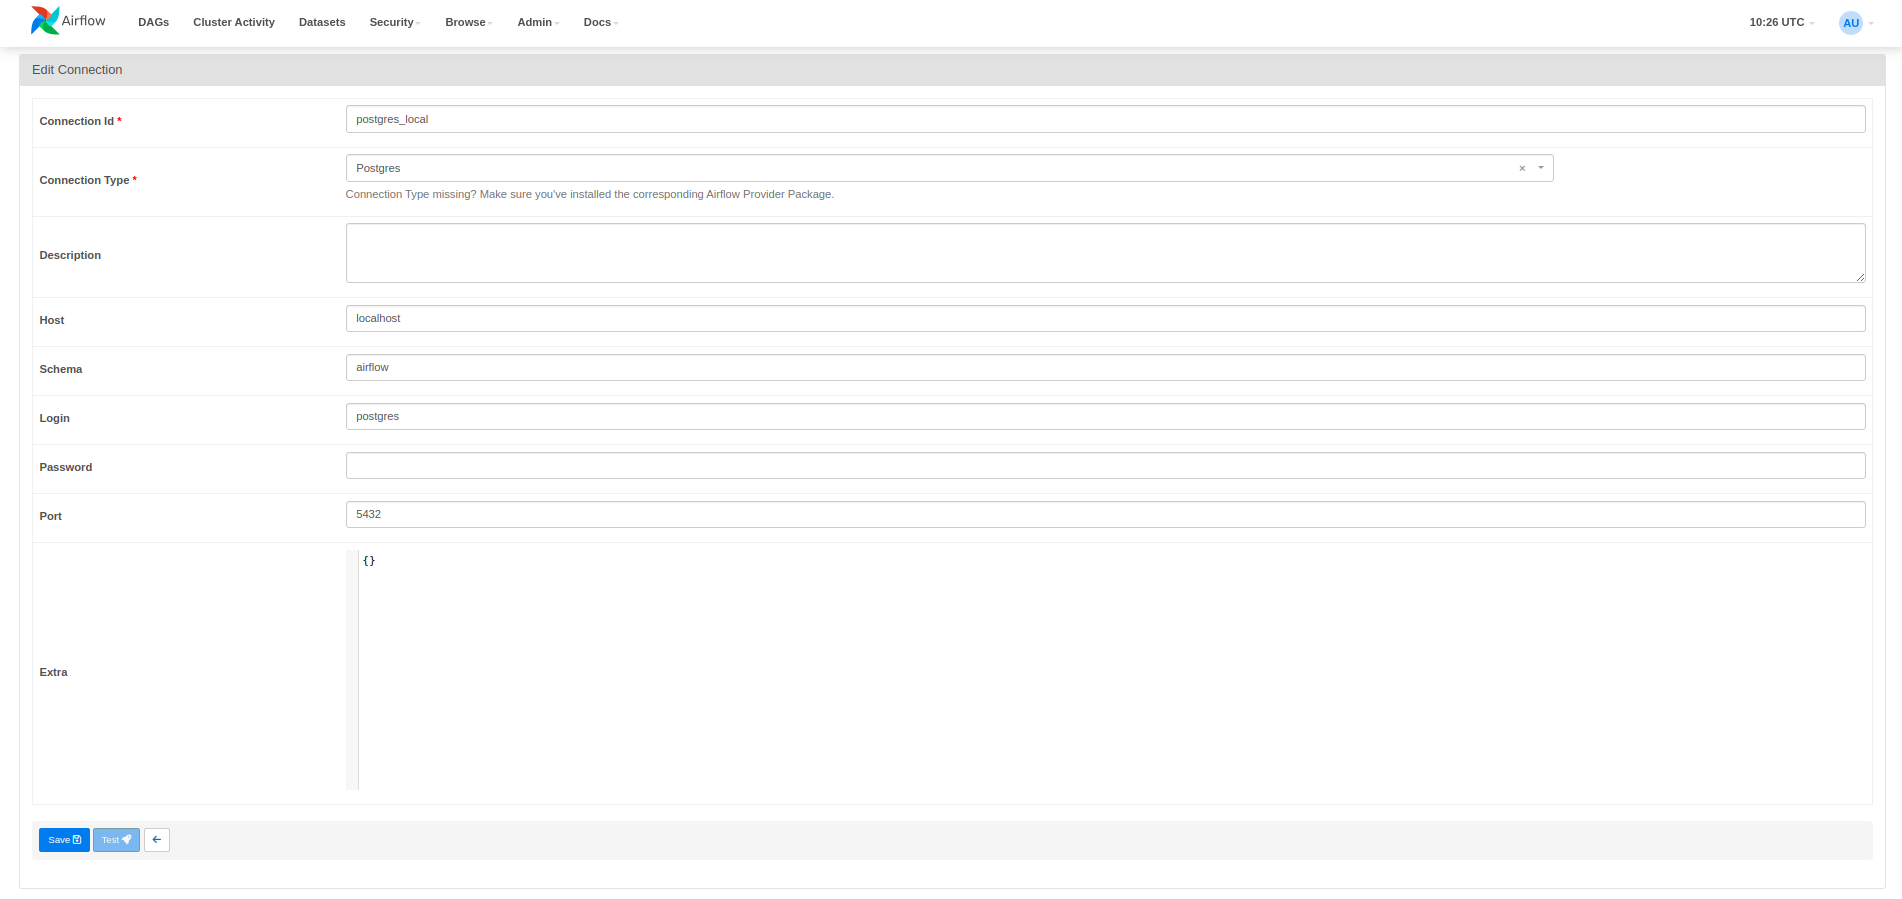 Airflow DAGs Cluster Activity Datasets Security Browse Admin Docs 10:26 UTC AU
Edit Connection
Connection Id * postgres_local
Connection Type * Postgres × 
Connection Type missing? Make sure you've installed the corresponding Airflow Provider Package.
Description
Host localhost
Schema airflow
Login postgres
Password
Port 5432
{}
Extra
Save Test